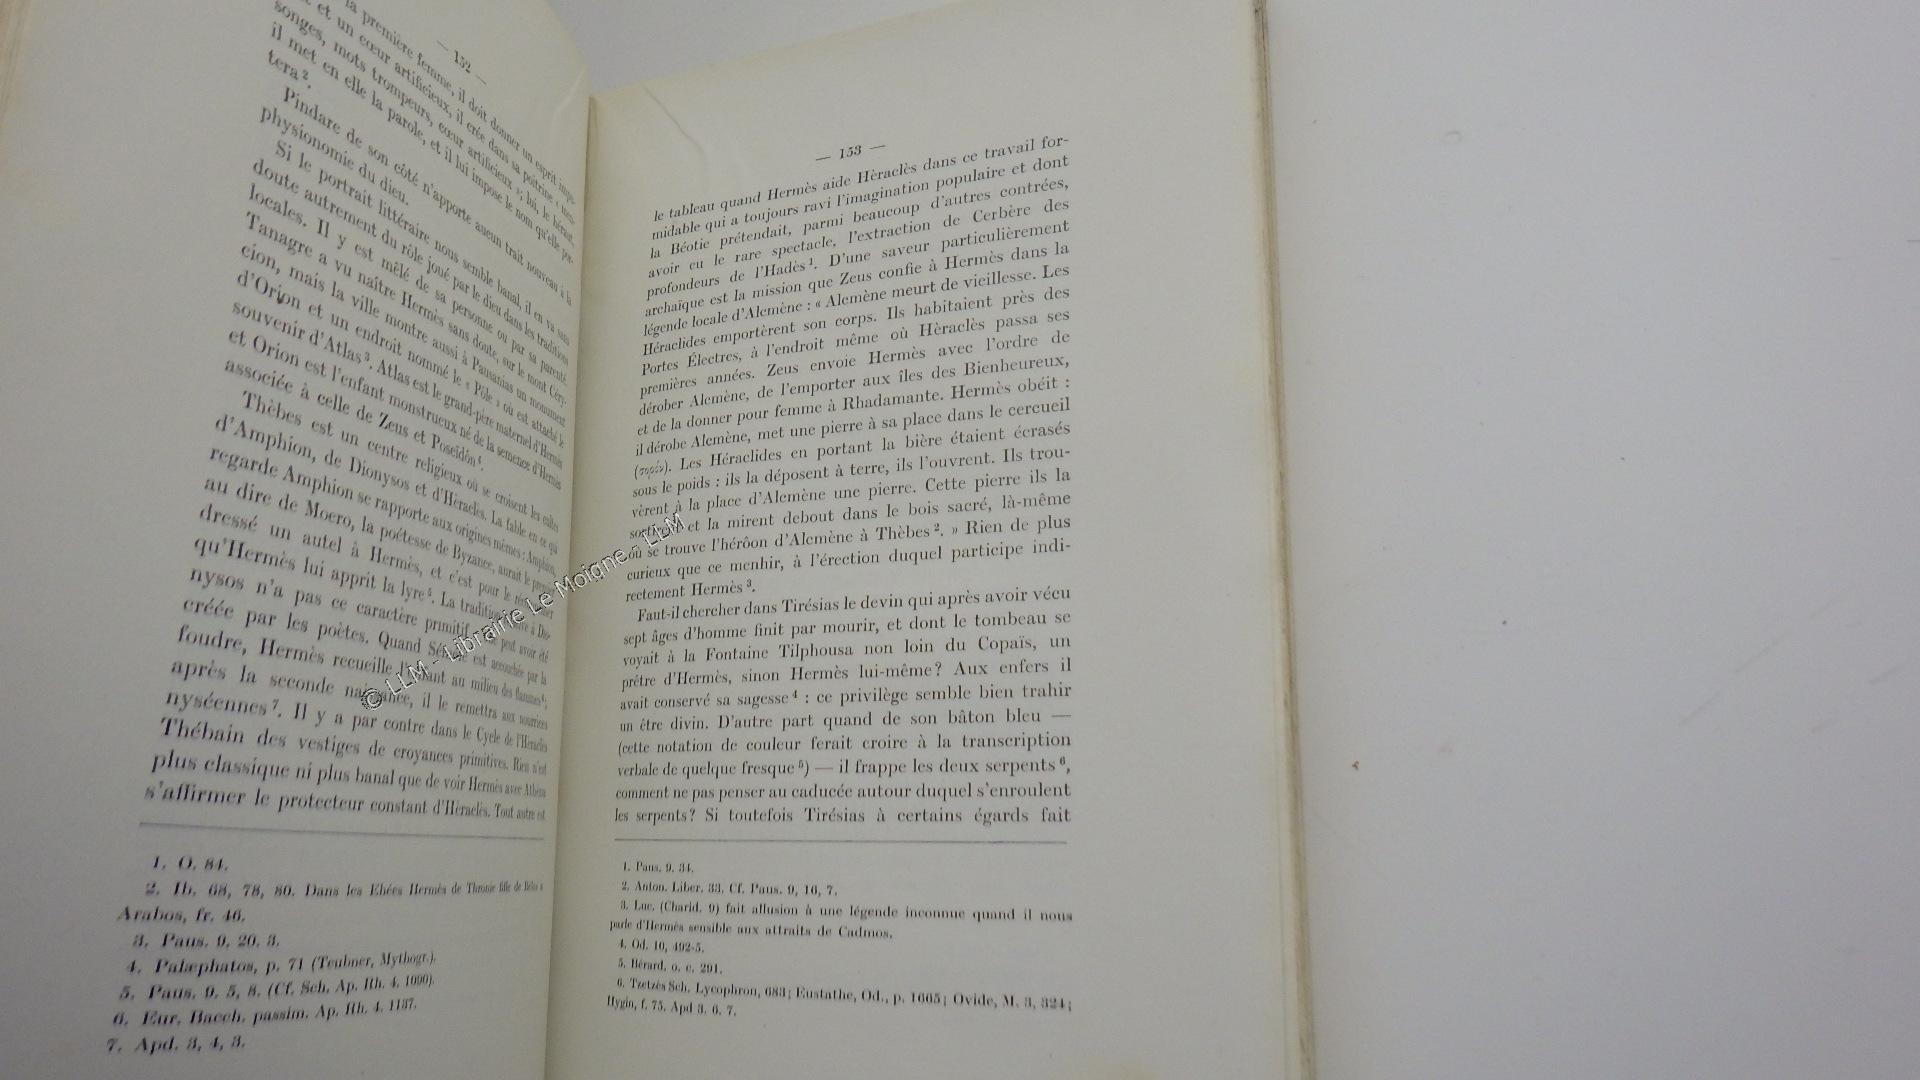 — 152 —
la première femme, il doit donner un esprit impu-
et un cœur artificieux, il crée dans sa poitrine « men-
songes, mots trompeurs, cœur artificieux »; lui, le héraut,
il met en elle la parole, et il lui impose le nom qu'elle por-
tera ².
Pindare de son côté n'apporte aucun trait nouveau à la
physionomie du dieu.
Si le portrait littéraire nous semble banal, il en va sans
doute autrement du rôle joué par le dieu dans les traditions
locales. Il y est mêlé de sa personne ou par sa parenté.
Tanagre a vu naître Hermès sans doute, sur le mont Céry-
cion, mais la ville montre aussi à Pausanias un monument
d'Orion et un endroit nommé le « Pôle » où est attaché le
souvenir d'Atlas ³. Atlas est le grand-père maternel d'Hermès
et Orion est l'enfant monstrueux né de la semence d'Hermès
associée à celle de Zeus et Poseidôn ⁴.
Thèbes est un centre religieux où se croisent les cultes
d'Amphion, de Dionysos et d'Hèraclès. La fable en ce qui
regarde Amphion se rapporte aux origines mêmes : Amphion,
au dire de Moero, la poétesse de Byzance, aurait le premier
dressé un autel à Hermès, et c'est pour le
qu'Hermès lui apprit la lyre ⁵. La tradition à Dio-
nysos n'a pas ce caractère primitif peut avoir été
créée par les poètes. Quand est accouchée par la
foudre, Hermès recueille l'enfant au milieu des flammes ⁶;
après la seconde naissance, il le remettra aux nourrices
nyséennes ⁷. Il y a par contre dans le Cycle de l'Hèraclès
Thébain des vestiges de croyances primitives. Rien n'est
plus classique ni plus banal que de voir Hermès avec Athéna
s'affirmer le protecteur constant d'Hèraclès. Tout autre est
1. O. 84.
2. Ib. 68, 78, 80. Dans les Ehées Hermès de Thronie fille de Bélos a
Arabos, fr. 46.
3. Paus. 9. 20. 3.
4. Palæphatos, p. 71 (Teubner, Mythogr.).
5. Paus. 9. 5, 8. (Cf. Sch. Ap. Rh. 4. 1090).
6. Eur. Bacch. passim. Ap. Rh. 4. 1137.
7. Apd. 3, 4, 3.
— 153 —
le tableau quand Hermès aide Hèraclès dans ce travail for-
midable qui a toujours ravi l'imagination populaire et dont
la Béotie prétendait, parmi beaucoup d'autres contrées,
avoir eu le rare spectacle, l'extraction de Cerbère des
profondeurs de l'Hadès ¹. D'une saveur particulièrement
archaïque est la mission que Zeus confie à Hermès dans la
légende locale d'Alcmène : « Alcmène meurt de vieillesse. Les
Héraclides emportèrent son corps. Ils habitaient près des
Portes Électres, à l'endroit même où Hèraclès passa ses
premières années. Zeus envoie Hermès avec l'ordre de
dérober Alcmène, de l'emporter aux îles des Bienheureux,
et de la donner pour femme à Rhadamante. Hermès obéit :
il dérobe Alcmène, met une pierre à sa place dans le cercueil
(σορόν). Les Héraclides en portant la bière étaient écrasés
sous le poids : ils la déposent à terre, ils l'ouvrent. Ils trou-
vèrent à la place d'Alcmène une pierre. Cette pierre ils la
sortirent et la mirent debout dans le bois sacré, là-même
où se trouve l'hérôon d'Alcmène à Thèbes ². » Rien de plus
curieux que ce menhir, à l'érection duquel participe indi-
rectement Hermès ³.
Faut-il chercher dans Tirésias le devin qui après avoir vécu
sept âges d'homme finit par mourir, et dont le tombeau se
voyait à la Fontaine Tilphousa non loin du Copaïs, un
prêtre d'Hermès, sinon Hermès lui-même? Aux enfers il
avait conservé sa sagesse ⁴ : ce privilège semble bien trahir
un être divin. D'autre part quand de son bâton bleu —
(cette notation de couleur ferait croire à la transcription
verbale de quelque fresque ⁵) — il frappe les deux serpents ⁶,
comment ne pas penser au caducée autour duquel s'enroulent
les serpents? Si toutefois Tirésias à certains égards fait
1. Paus. 9. 34.
2. Anton. Liber. 33. Cf. Paus. 9, 16, 7.
3. Luc. (Charid. 9) fait allusion à une légende inconnue quand il nous
parle d'Hermès sensible aux attraits de Cadmos.
4. Od. 10, 492-5.
5. Bérard. o. c. 291.
6. Tzetzès Sch. Lycophron, 683; Eustathe, Od., p. 1665; Ovide, M. 3, 324;
Hygin, f. 75. Apd 3. 6. 7.
© LLM - Librairie Le Moigne - LLM